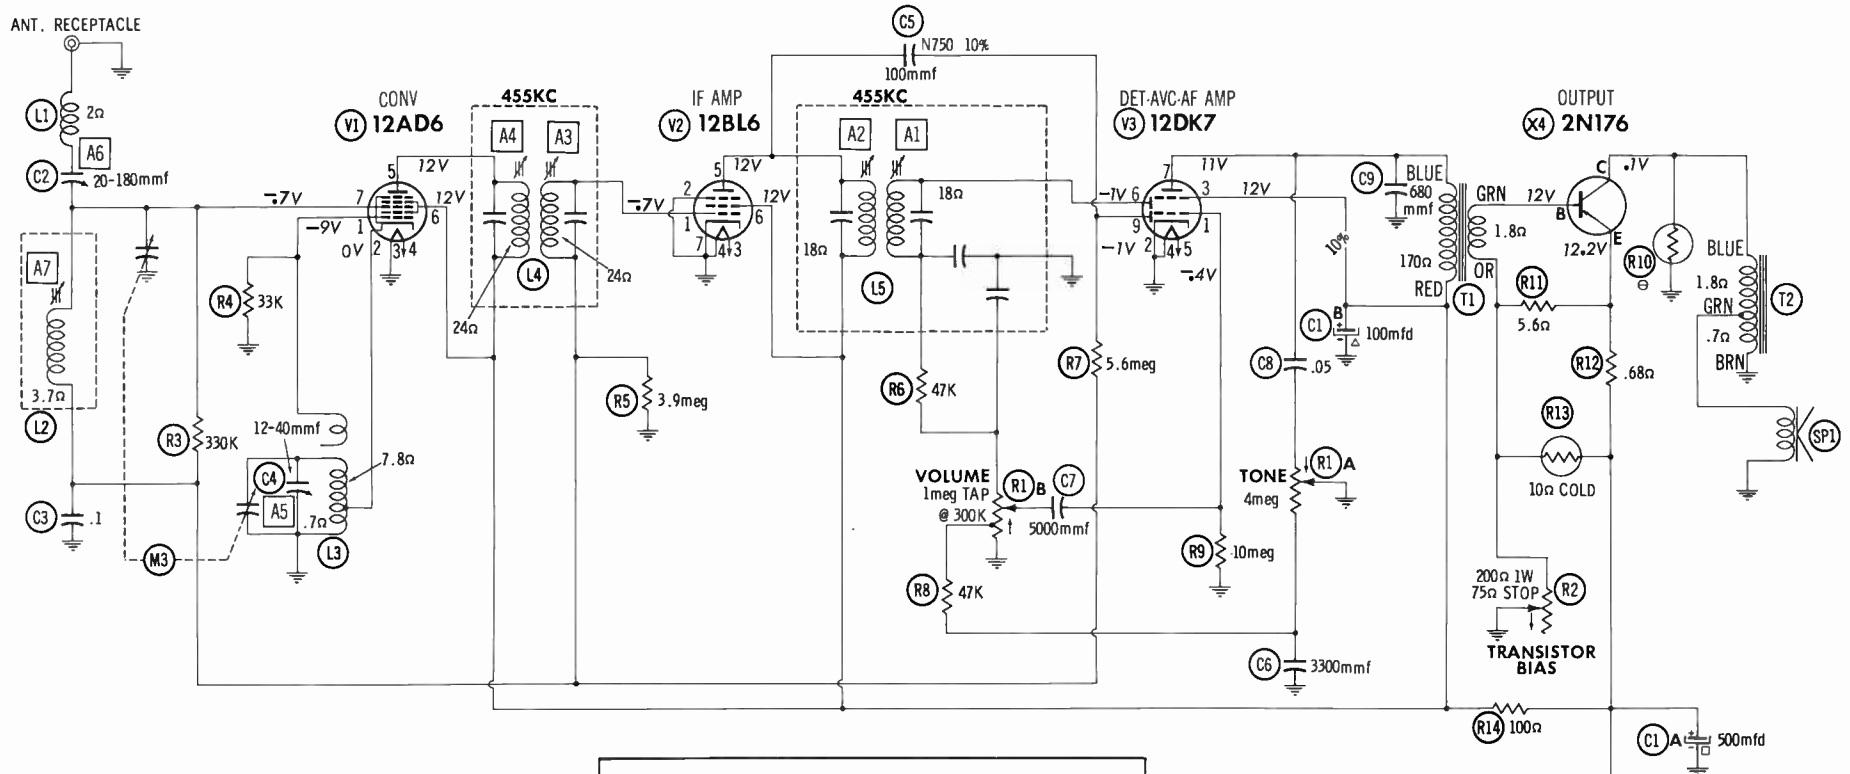 ANT. RECEPTACLE
L1
2Ω
A6
C2
20-180mmf
A7
3.7Ω
L2
C3
.1
M3
R3
330K
R4
33K
12-40mmf
C4
A5
7.8Ω
.7Ω
L3
CONV
V1 12AD6
-.7V
-9V
0V
12V
12V
5
7
1
2
3
4
6
455KC
A4
A3
L4
24Ω
24Ω
R5
3.9meg
IF AMP
V2 12BL6
-.7V
12V
12V
5
2
1
7
4
3
6
C5
N750 10%
100mmf
455KC
A2
A1
18Ω
18Ω
L5
R6
47K
VOLUME
1meg TAP
@ 300K
R1 B
C7
5000mmf
R8
47K
DET-AVC-AF AMP
V3 12DK7
11V
12V
-1V
-1V
-.4V
7
6
9
3
1
2
4
5
R7
5.6meg
R9
10meg
C8
.05
TONE
4meg
R1 A
C6
3300mmf
C9
680
mmf
10%
C1 B
100mfd
BLUE
170Ω
RED
GRN
1.8Ω
OR
T1
OUTPUT
X4 2N176
C
.1V
12V
B
E
12.2V
R10
R11
5.6Ω
R12
.68Ω
R13
10Ω COLD
200Ω 1W
75Ω STOP
R2
TRANSISTOR
BIAS
BLUE
1.8Ω
GRN
.7Ω
BRN
T2
SP1
R14 100Ω
C1 A
500mfd